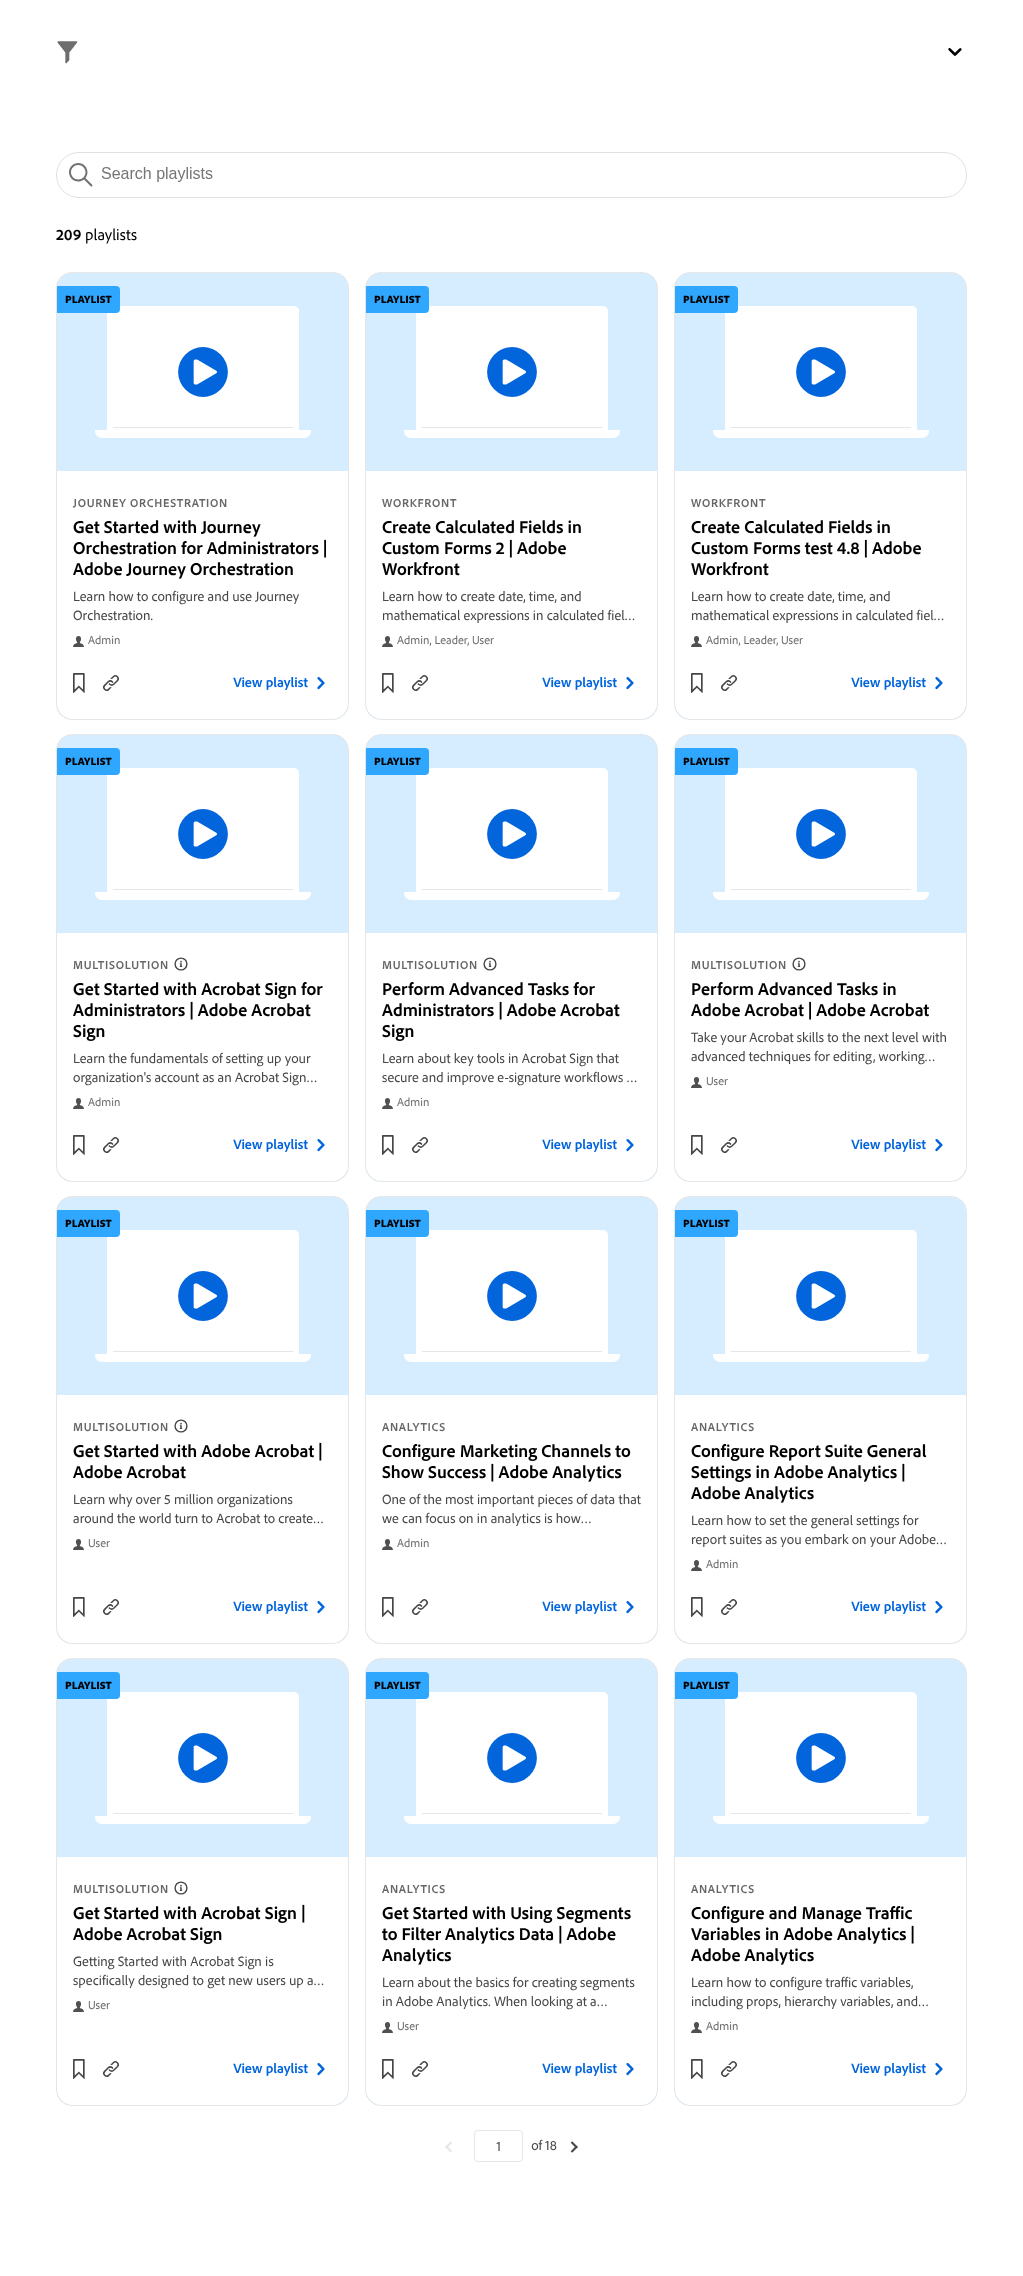 Search playlists
209 playlists
PLAYLIST
JOURNEY ORCHESTRATION
Get Started with Journey
Orchestration for Administrators |
Adobe Journey Orchestration
Learn how to configure and use Journey
Orchestration.
Admin
View playlist
PLAYLIST
WORKFRONT
Create Calculated Fields in
Custom Forms 2 | Adobe
Workfront
Learn how to create date, time, and
mathematical expressions in calculated fiel...
Admin, Leader, User
View playlist
PLAYLIST
WORKFRONT
Create Calculated Fields in
Custom Forms test 4.8 | Adobe
Workfront
Learn how to create date, time, and
mathematical expressions in calculated fiel...
Admin, Leader, User
View playlist
PLAYLIST
MULTISOLUTION
Get Started with Acrobat Sign for
Administrators | Adobe Acrobat
Sign
Learn the fundamentals of setting up your
organization's account as an Acrobat Sign...
Admin
View playlist
PLAYLIST
MULTISOLUTION
Perform Advanced Tasks for
Administrators | Adobe Acrobat
Sign
Learn about key tools in Acrobat Sign that
secure and improve e-signature workflows ...
Admin
View playlist
PLAYLIST
MULTISOLUTION
Perform Advanced Tasks in
Adobe Acrobat | Adobe Acrobat
Take your Acrobat skills to the next level with
advanced techniques for editing, working...
User
View playlist
PLAYLIST
MULTISOLUTION
Get Started with Adobe Acrobat |
Adobe Acrobat
Learn why over 5 million organizations
around the world turn to Acrobat to create...
User
View playlist
PLAYLIST
ANALYTICS
Configure Marketing Channels to
Show Success | Adobe Analytics
One of the most important pieces of data that
we can focus on in analytics is how...
Admin
View playlist
PLAYLIST
ANALYTICS
Configure Report Suite General
Settings in Adobe Analytics |
Adobe Analytics
Learn how to set the general settings for
report suites as you embark on your Adobe...
Admin
View playlist
PLAYLIST
MULTISOLUTION
Get Started with Acrobat Sign |
Adobe Acrobat Sign
Getting Started with Acrobat Sign is
specifically designed to get new users up a...
User
View playlist
PLAYLIST
ANALYTICS
Get Started with Using Segments
to Filter Analytics Data | Adobe
Analytics
Learn about the basics for creating segments
in Adobe Analytics. When looking at a...
User
View playlist
PLAYLIST
ANALYTICS
Configure and Manage Traffic
Variables in Adobe Analytics |
Adobe Analytics
Learn how to configure traffic variables,
including props, hierarchy variables, and...
Admin
View playlist
1 of 18